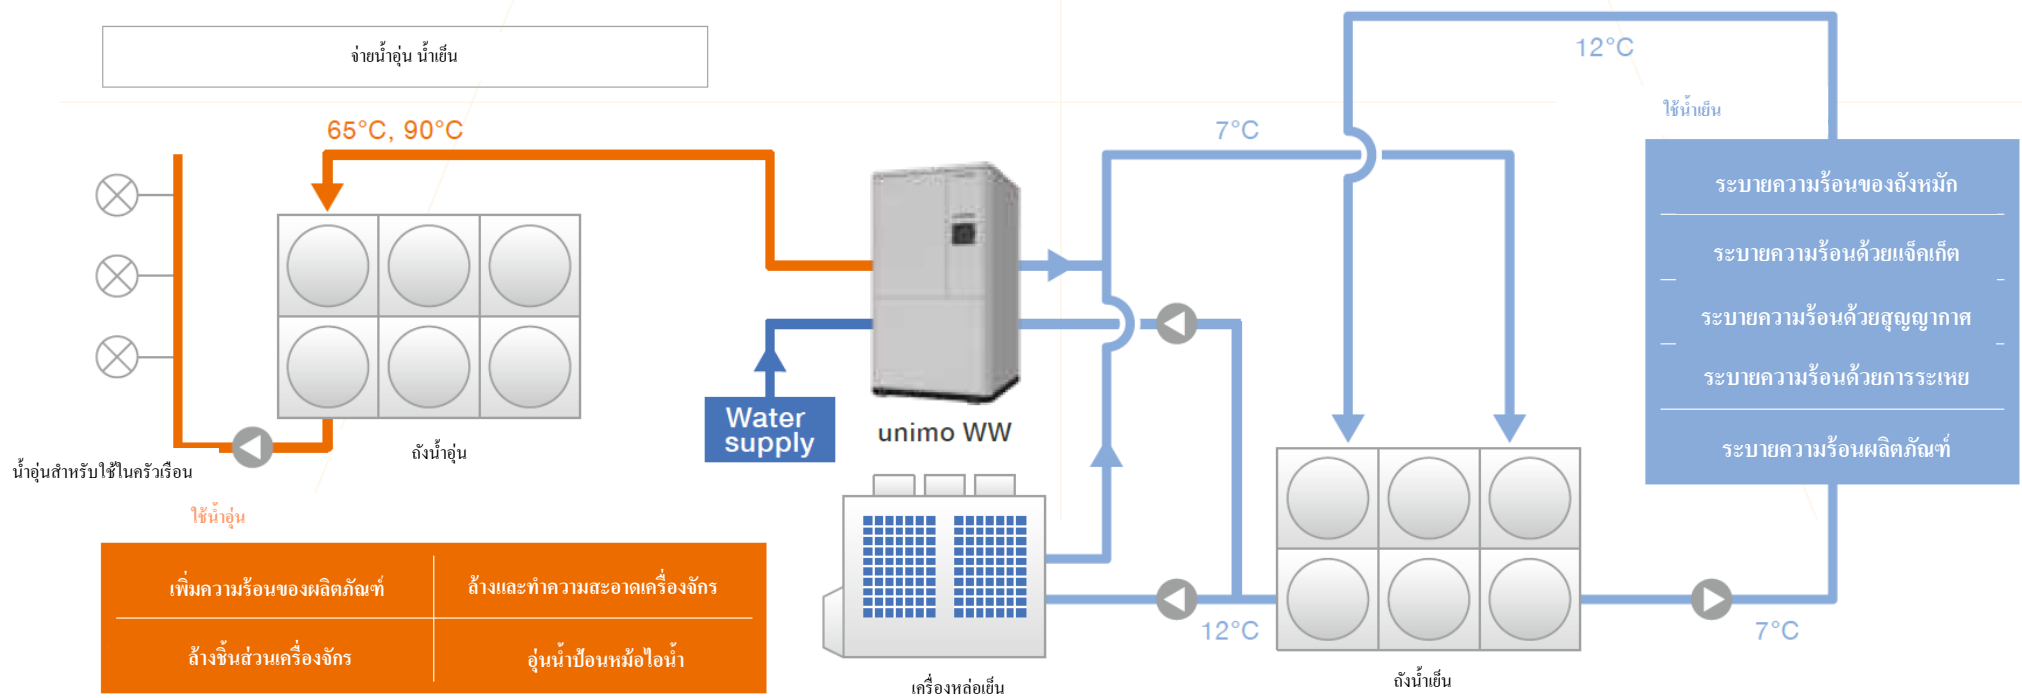 จ่ายน้ำอุ่น น้ำเย็น
65°C, 90°C
7°C
12°C
ใช้น้ำเย็น
ระบายความร้อนของถังหมัก
ระบายความร้อนด้วยแจ็คเก็ต
ระบายความร้อนด้วยสุญญากาศ
ระบายความร้อนด้วยการระเหย
ระบายความร้อนผลิตภัณฑ์
Water
supply
unimo WW
ถังน้ำอุ่น
น้ำอุ่นสำหรับใช้ในครัวเรือน
ใช้น้ำอุ่น
เพิ่มความร้อนของผลิตภัณฑ์
ล้างและทำความสะอาดเครื่องจักร
ล้างชิ้นส่วนเครื่องจักร
อุ่นน้ำป้อนหม้อไอน้ำ
เครื่องหล่อเย็น
12°C
ถังน้ำเย็น
7°C